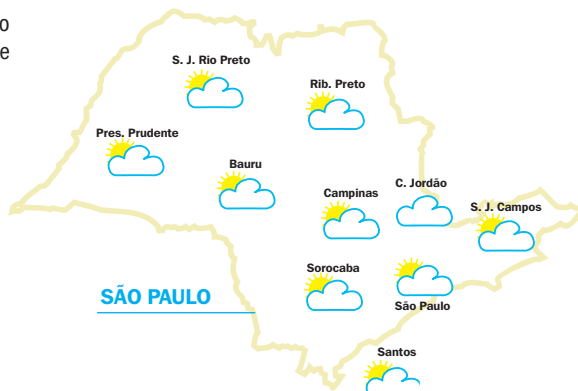 o
e
S. J. Rio Preto
Rib. Preto
Pres. Prudente
Bauru
Campinas
C. Jordão
S. J. Campos
Sorocaba
SÃO PAULO
São Paulo
Santos